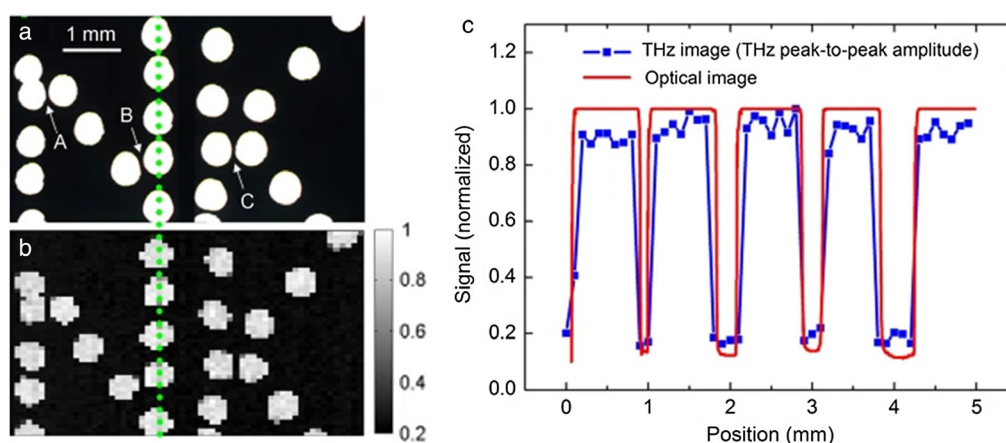 a
1 mm
A
B
C
b
1
0.8
0.6
0.4
0.2
c
THz image (THz peak-to-peak amplitude)
Optical image
Signal (normalized)
1.2
1.0
0.8
0.6
0.4
0.2
0.0
0 1 2 3 4 5
Position (mm)